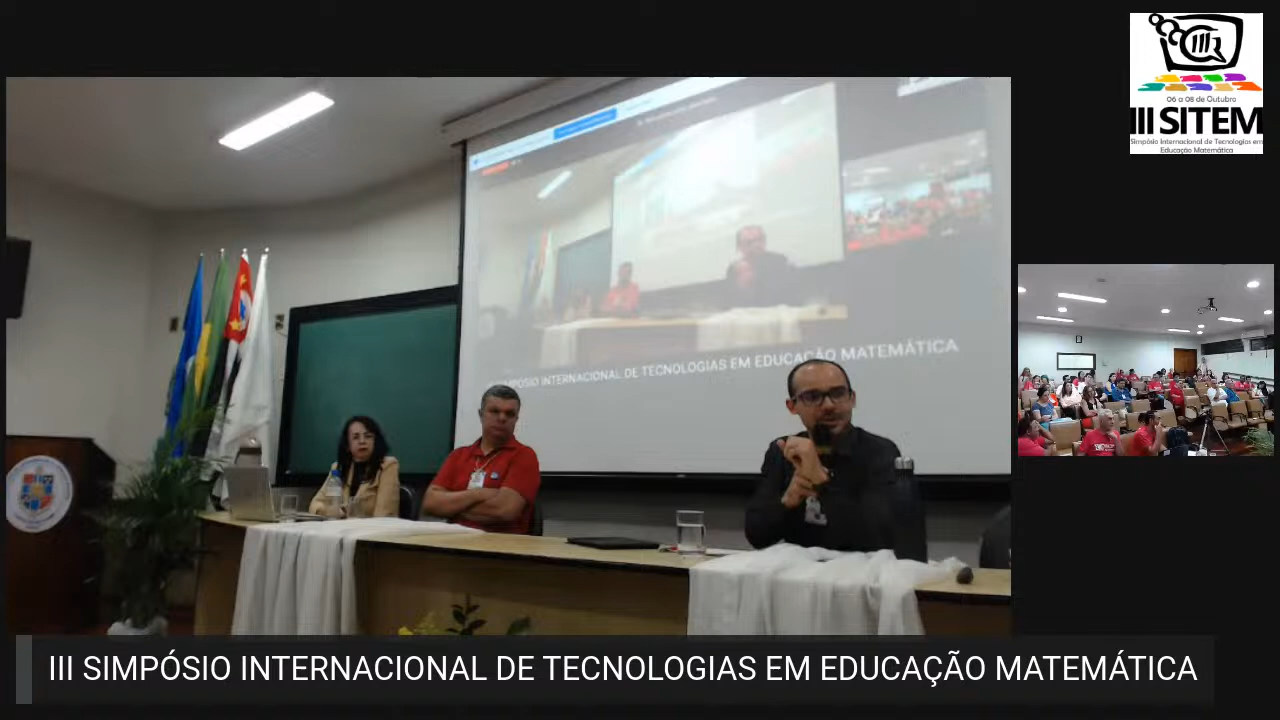 06 a 08 de Outubro
III SITEM
Simpósio Internacional de Tecnologias em
Educação Matemática
SIMPÓSIO INTERNACIONAL DE TECNOLOGIAS EM EDUCAÇÃO MATEMÁTICA
III SIMPÓSIO INTERNACIONAL DE TECNOLOGIAS EM EDUCAÇÃO MATEMÁTICA